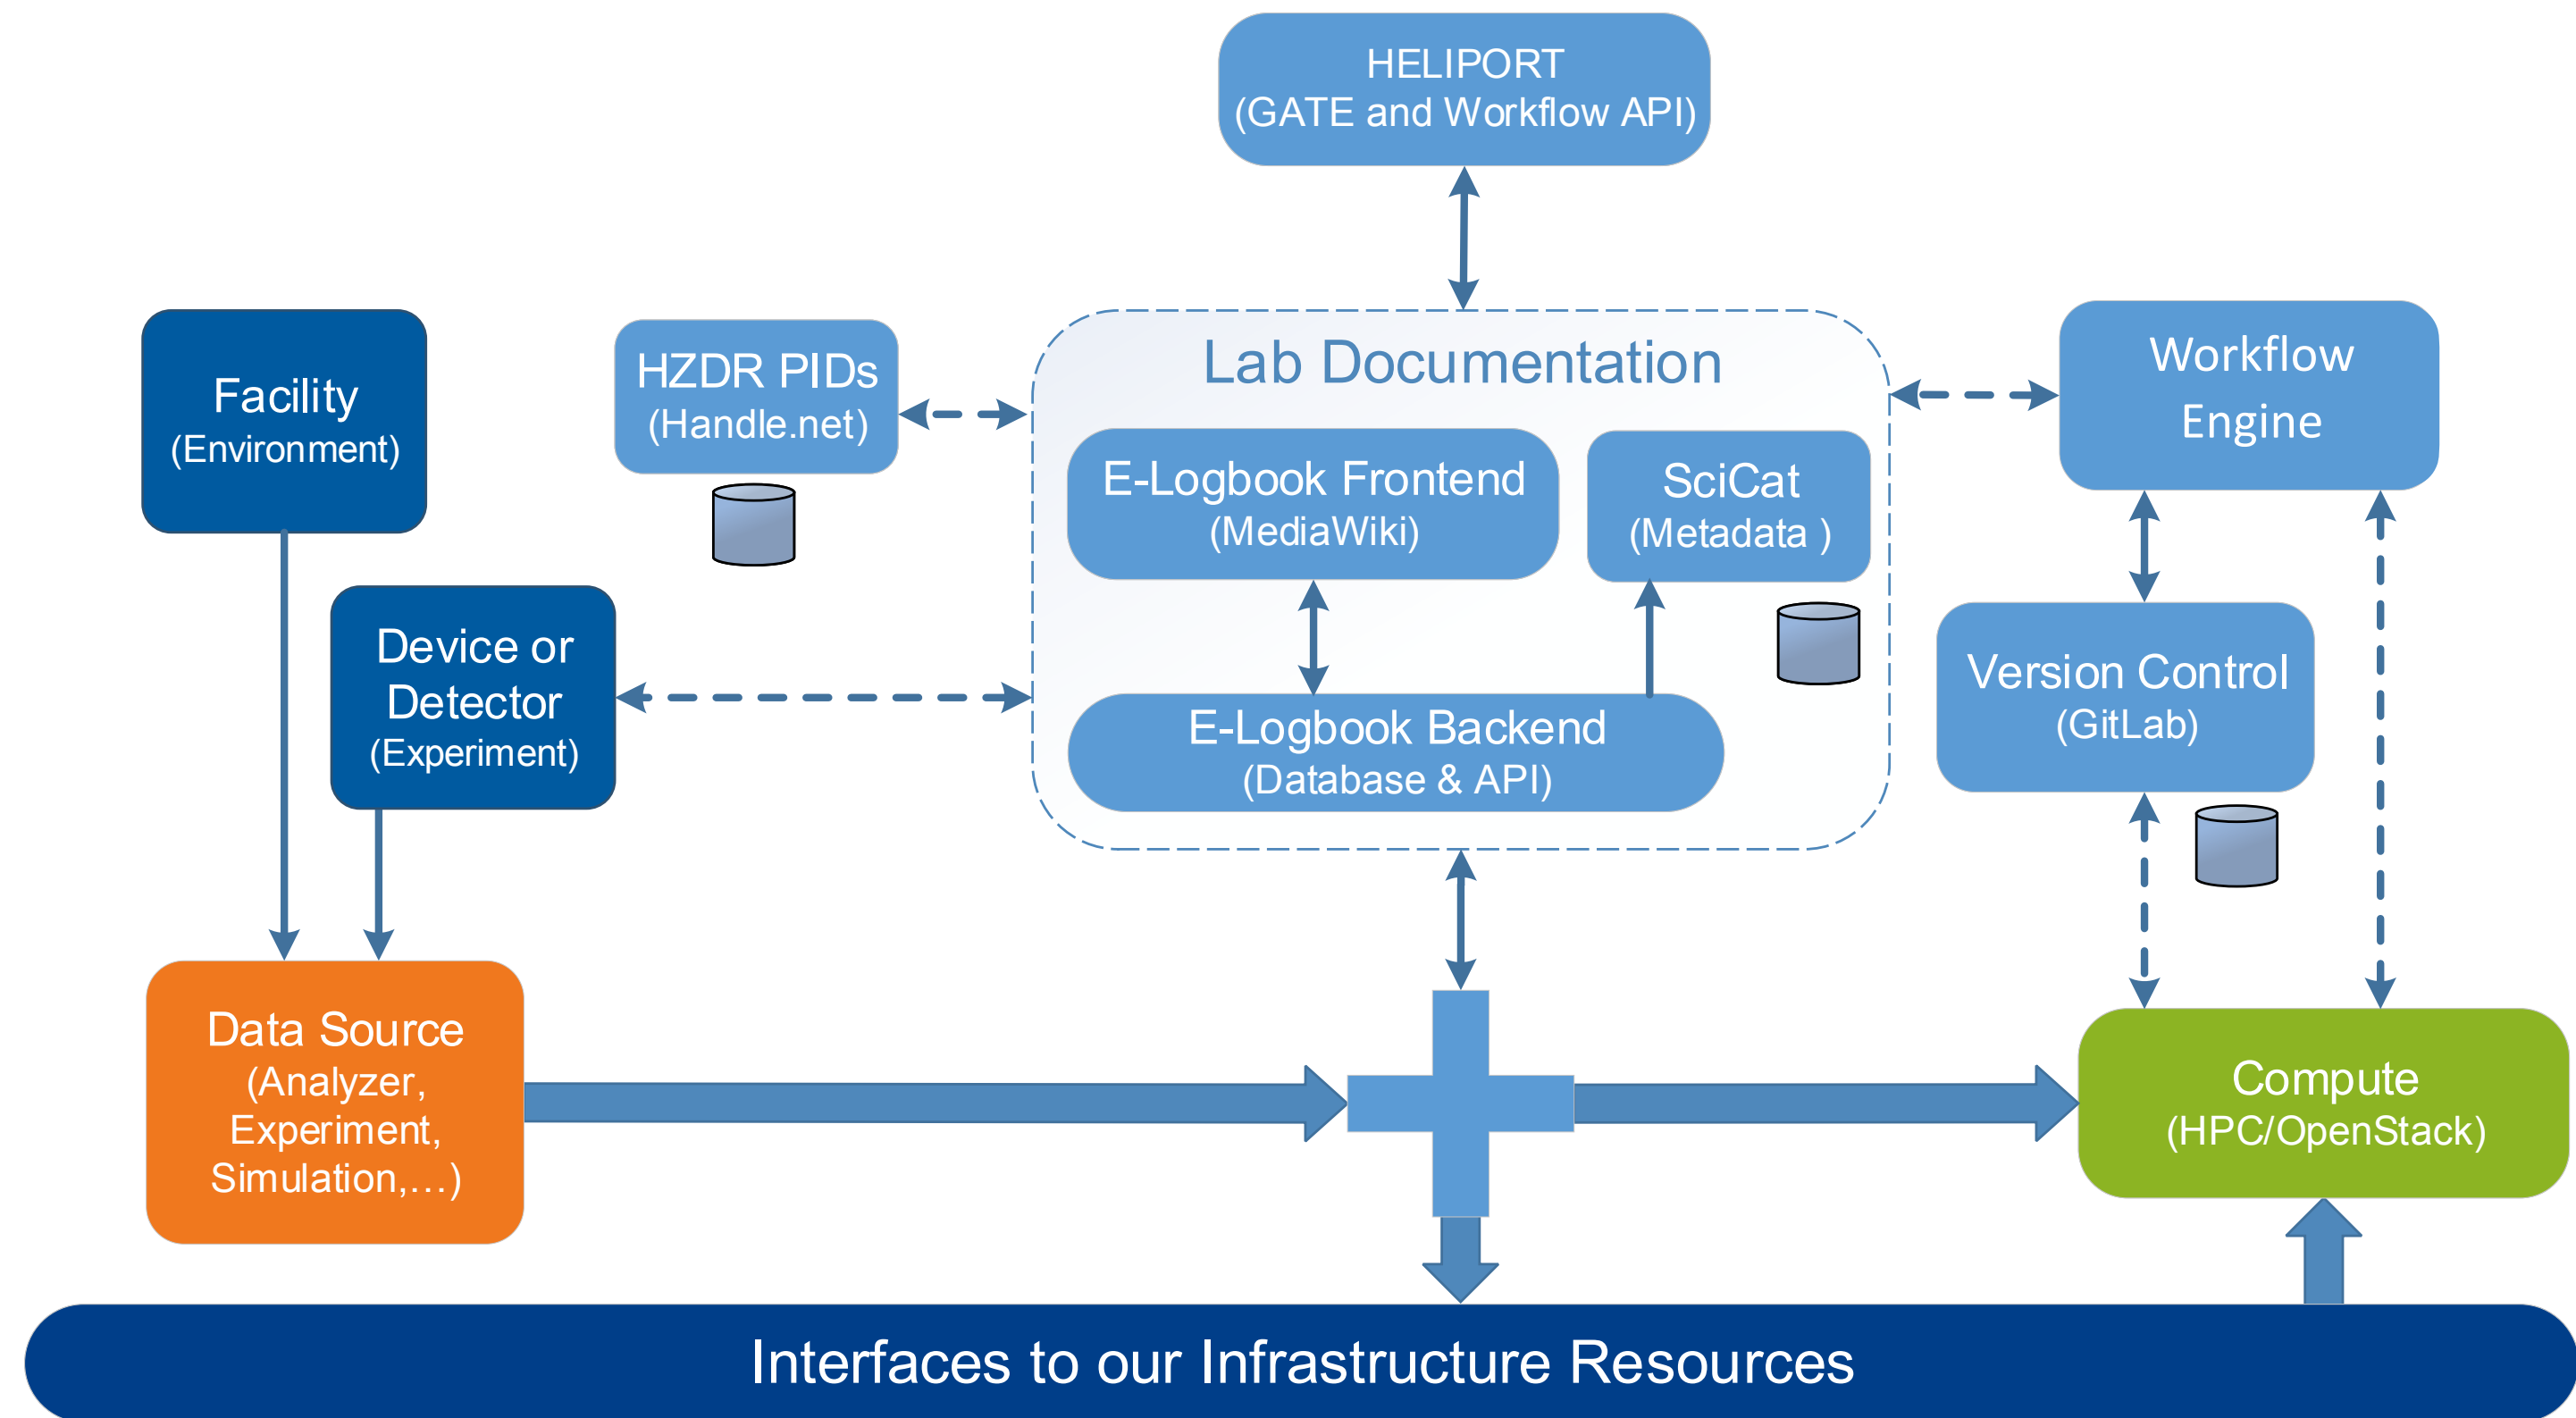 HELIPORT
(GATE and Workflow API)
Facility
(Environment)
HZDR PIDs
(Handle.net)
Lab Documentation
E-Logbook Frontend
(MediaWiki)
SciCat
(Metadata )
Workflow
Engine
Device or
Detector
(Experiment)
E-Logbook Backend
(Database & API)
Version Control
(GitLab)
Data Source
(Analyzer,
Experiment,
Simulation,…)
Compute
(HPC/OpenStack)
Interfaces to our Infrastructure Resources